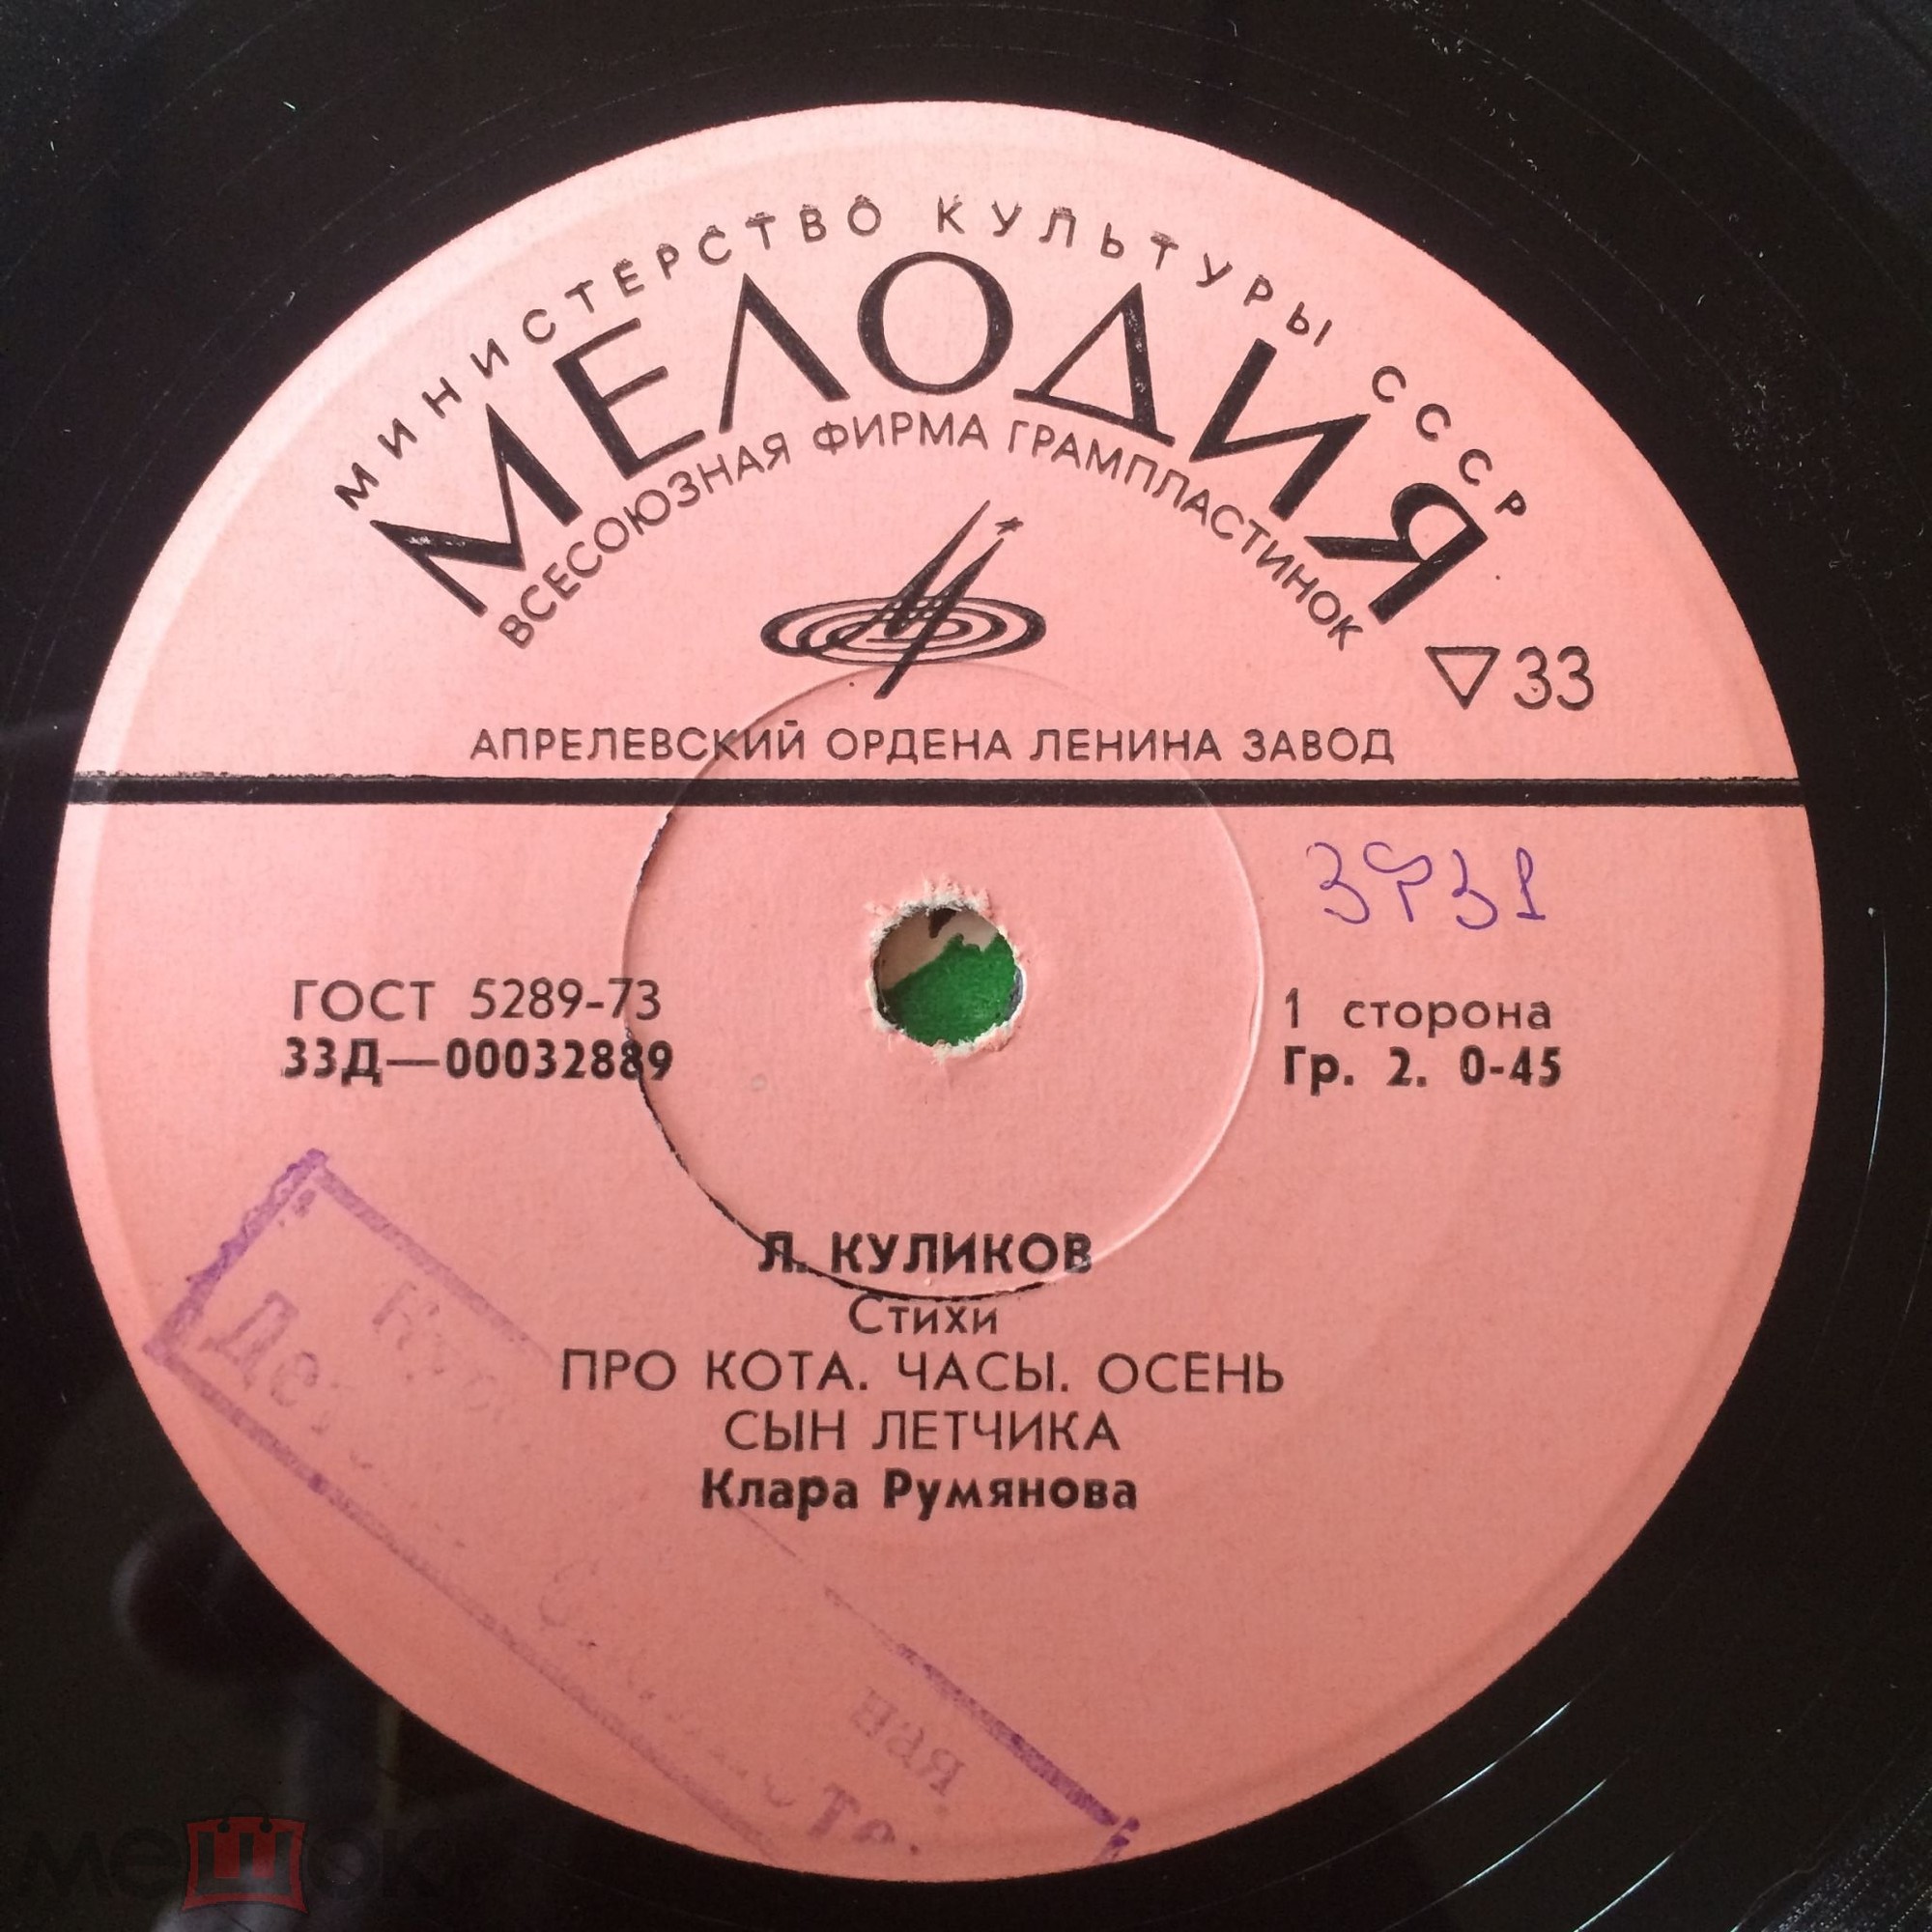 МИНИСТЕРСТВО КУЛЬТУРЫ СССР
МЕЛОДИЯ
ВСЕСОЮЗНАЯ ФИРМА ГРАМПЛАСТИНОК
▽33
АПРЕЛЕВСКИЙ ОРДЕНА ЛЕНИНА ЗАВОД
ГОСТ 5289-73
33Д—00032889
1 сторона
Гр. 2. 0-45
Л. КУЛИКОВ
Стихи
ПРО КОТА. ЧАСЫ. ОСЕНЬ
СЫН ЛЕТЧИКА
Клара Румянова
мешок